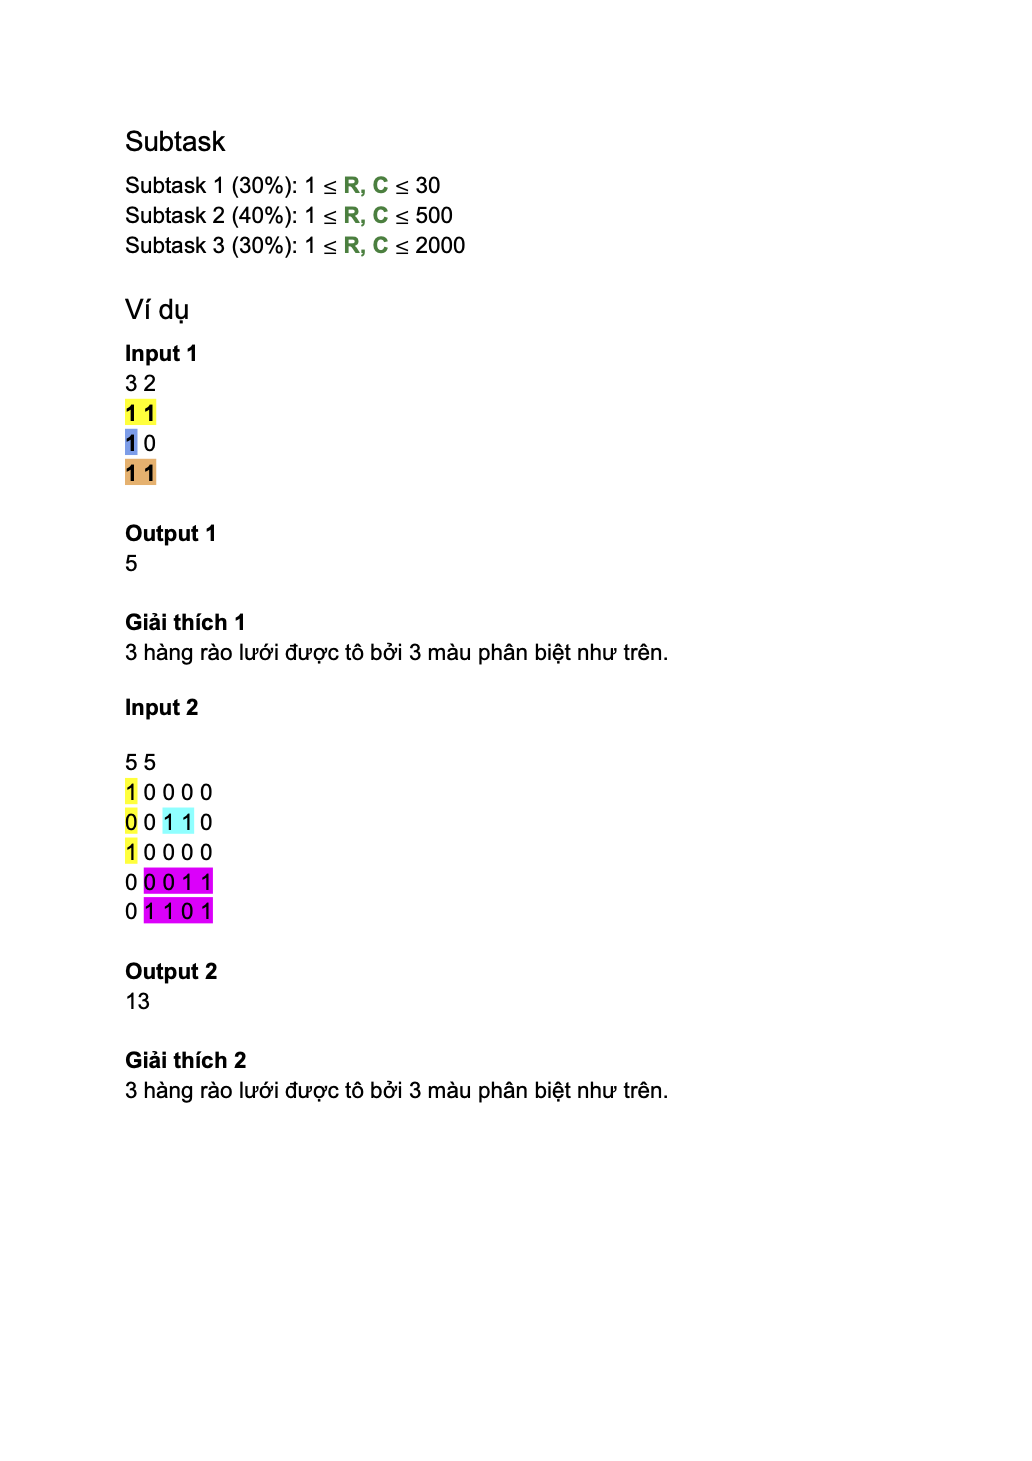 Subtask
Subtask 1 (30%): 1 ≤ R, C ≤ 30
Subtask 2 (40%): 1 ≤ R, C ≤ 500
Subtask 3 (30%): 1 ≤ R, C ≤ 2000
Ví dụ
Input 1
3 2
1 1
1 0
1 1
Output 1
5
Giải thích 1
3 hàng rào lưới được tô bởi 3 màu phân biệt như trên.
Input 2
5 5
1 0 0 0 0
0 0 1 1 0
1 0 0 0 0
0 0 0 1 1
0 1 1 0 1
Output 2
13
Giải thích 2
3 hàng rào lưới được tô bởi 3 màu phân biệt như trên.